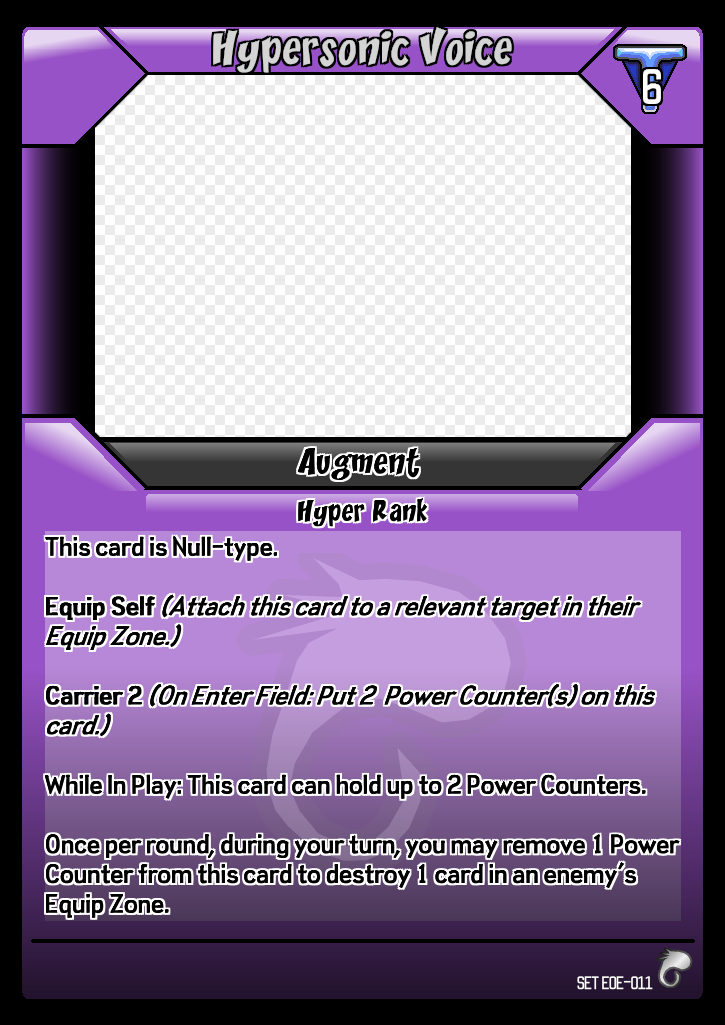 Hypersonic Voice
6
Augment
Hyper Rank
This card is Null-type.
Equip Self (Attach this card to a relevant target in their
Equip Zone.)
Carrier 2 (On Enter Field: Put 2 Power Counter(s) on this
card.)
While In Play: This card can hold up to 2 Power Counters.
Once per round, during your turn, you may remove 1 Power
Counter from this card to destroy 1 card in an enemy's
Equip Zone.
SET EOE-011